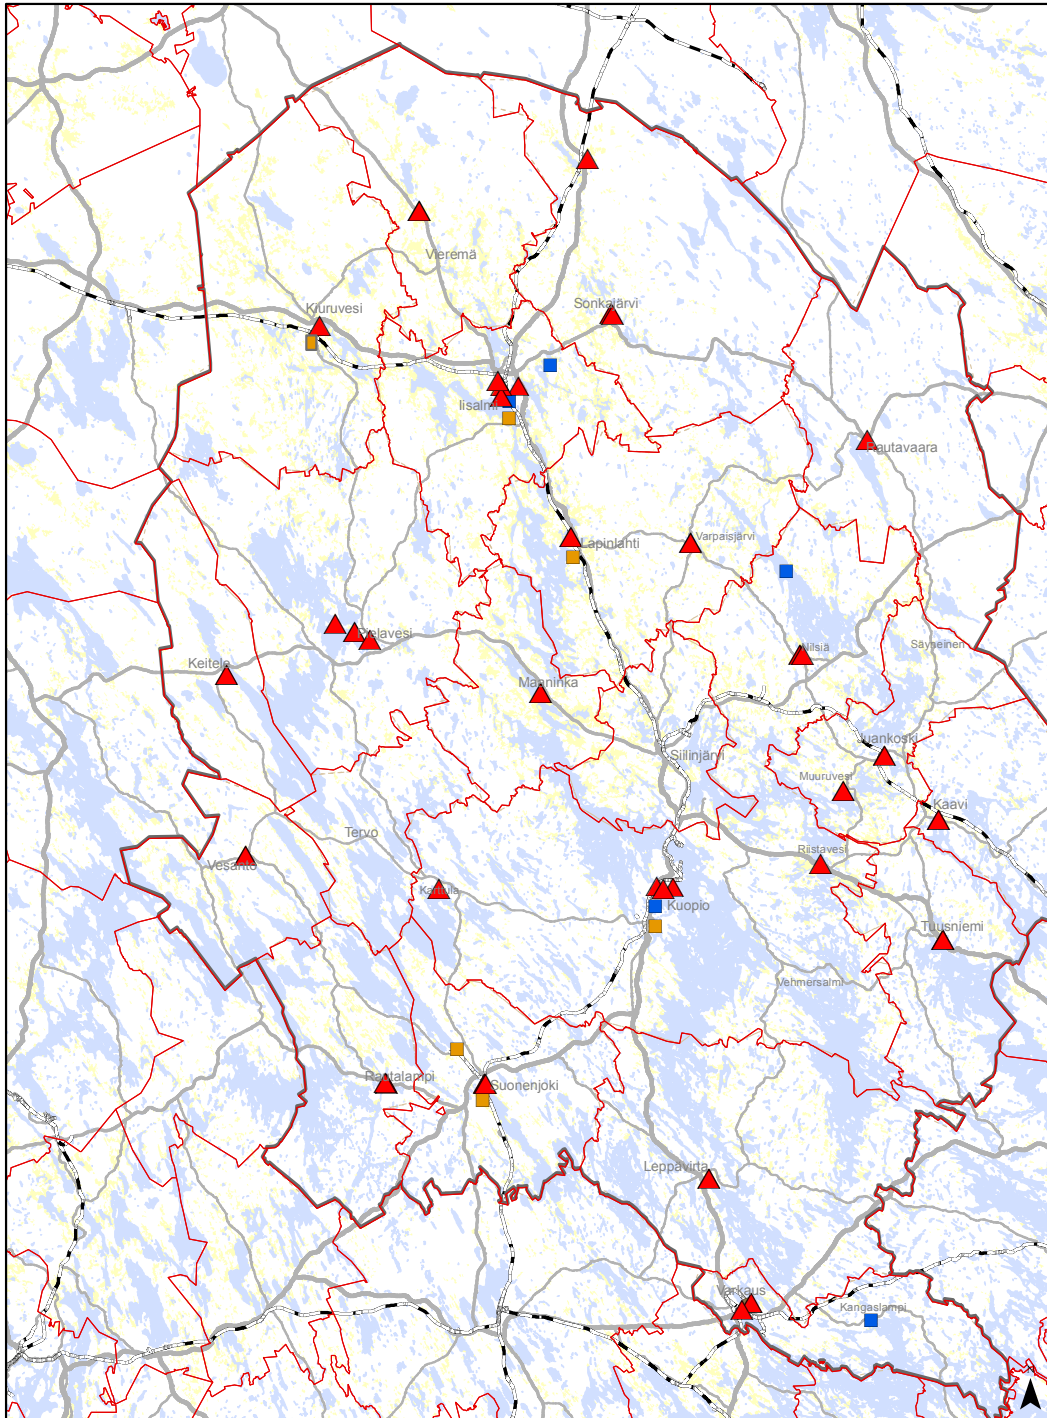 Vieremä
Kiuruvesi
Sonkajärvi
Iisalmi
Rautavaara
Varpaisjärvi
Lapinlahti
Pielavesi
Säyneinen
Nilsiä
Keitele
Maaninka
Juankoski
Siilinjärvi
Muuruvesi
Kaavi
Tervo
Riistavesi
Vesanto
Karttula
Kuopio
Tuusniemi
Vehmersalmi
Rautalampi
Suonenjoki
Leppävirta
Varkaus
Kangaslampi